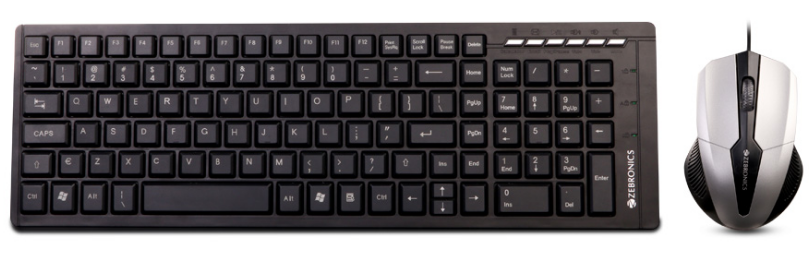 Esc F1 F2 F3 F4 F5 F6 F7 F8 F9 F10 F11 F12 Prnt Scroll Lock Pause Break Delete
~ ! @ # $ % ^ & * ( ) _ + Home Num Lock / * -
1 2 3 4 5 6 7 8 9 0 - =
Q W E R T Y U I O P { } PgUp 7 Home 8 9 PgUp +
CAPS A S D F G H J K L PgDn 4 5 6
€ Z X C V B N M Ins End 1 End 2 3 PgDn Enter
Ctrl Alt Alt Ctrl 0 Ins . Del
ZEBRONICS
ZEBRONICS